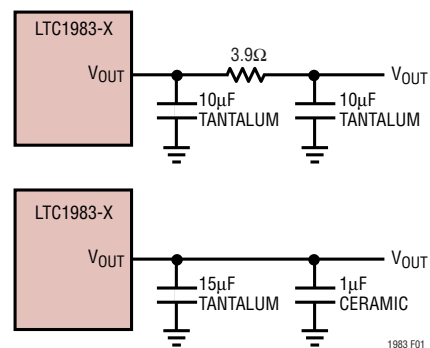 LTC1983-X
VOUT
3.9Ω
VOUT
10μF
TANTALUM
10μF
TANTALUM
LTC1983-X
VOUT
VOUT
15μF
TANTALUM
1μF
CERAMIC
1983 F01